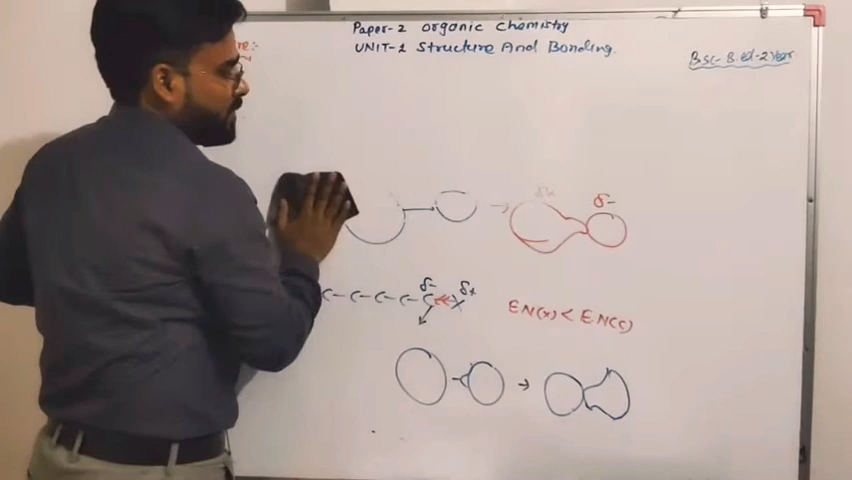 Paper-2 organic chemistry
UNIT-1 Structure And Bonding.
BSC-B.ed-2Year
δ+ δ-
C-C-C-C-C X
δ- δ+
EN(x) < EN(C)